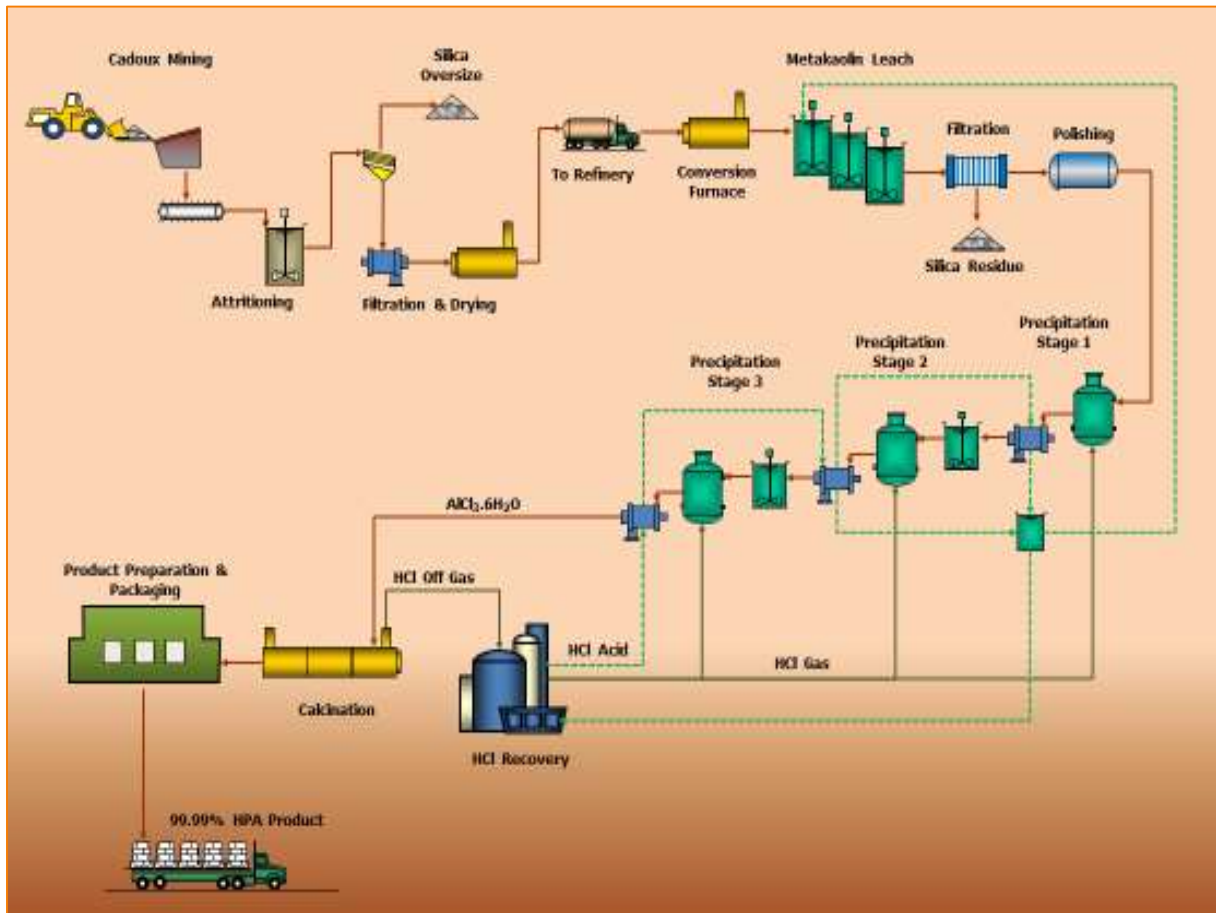 Cadoux Mining
Silica
Oversize
Metakaolin Leach
Filtration
Polishing
To Refinery
Conversion
Furnace
Silica Residue
Attritioning
Filtration & Drying
Precipitation
Stage 1
Precipitation
Stage 2
Precipitation
Stage 3
AlCl₃.6H₂O
Product Preparation &
Packaging
HCl Off Gas
HCl Acid
HCl Gas
Calcination
HCl Recovery
99.99% HPA Product